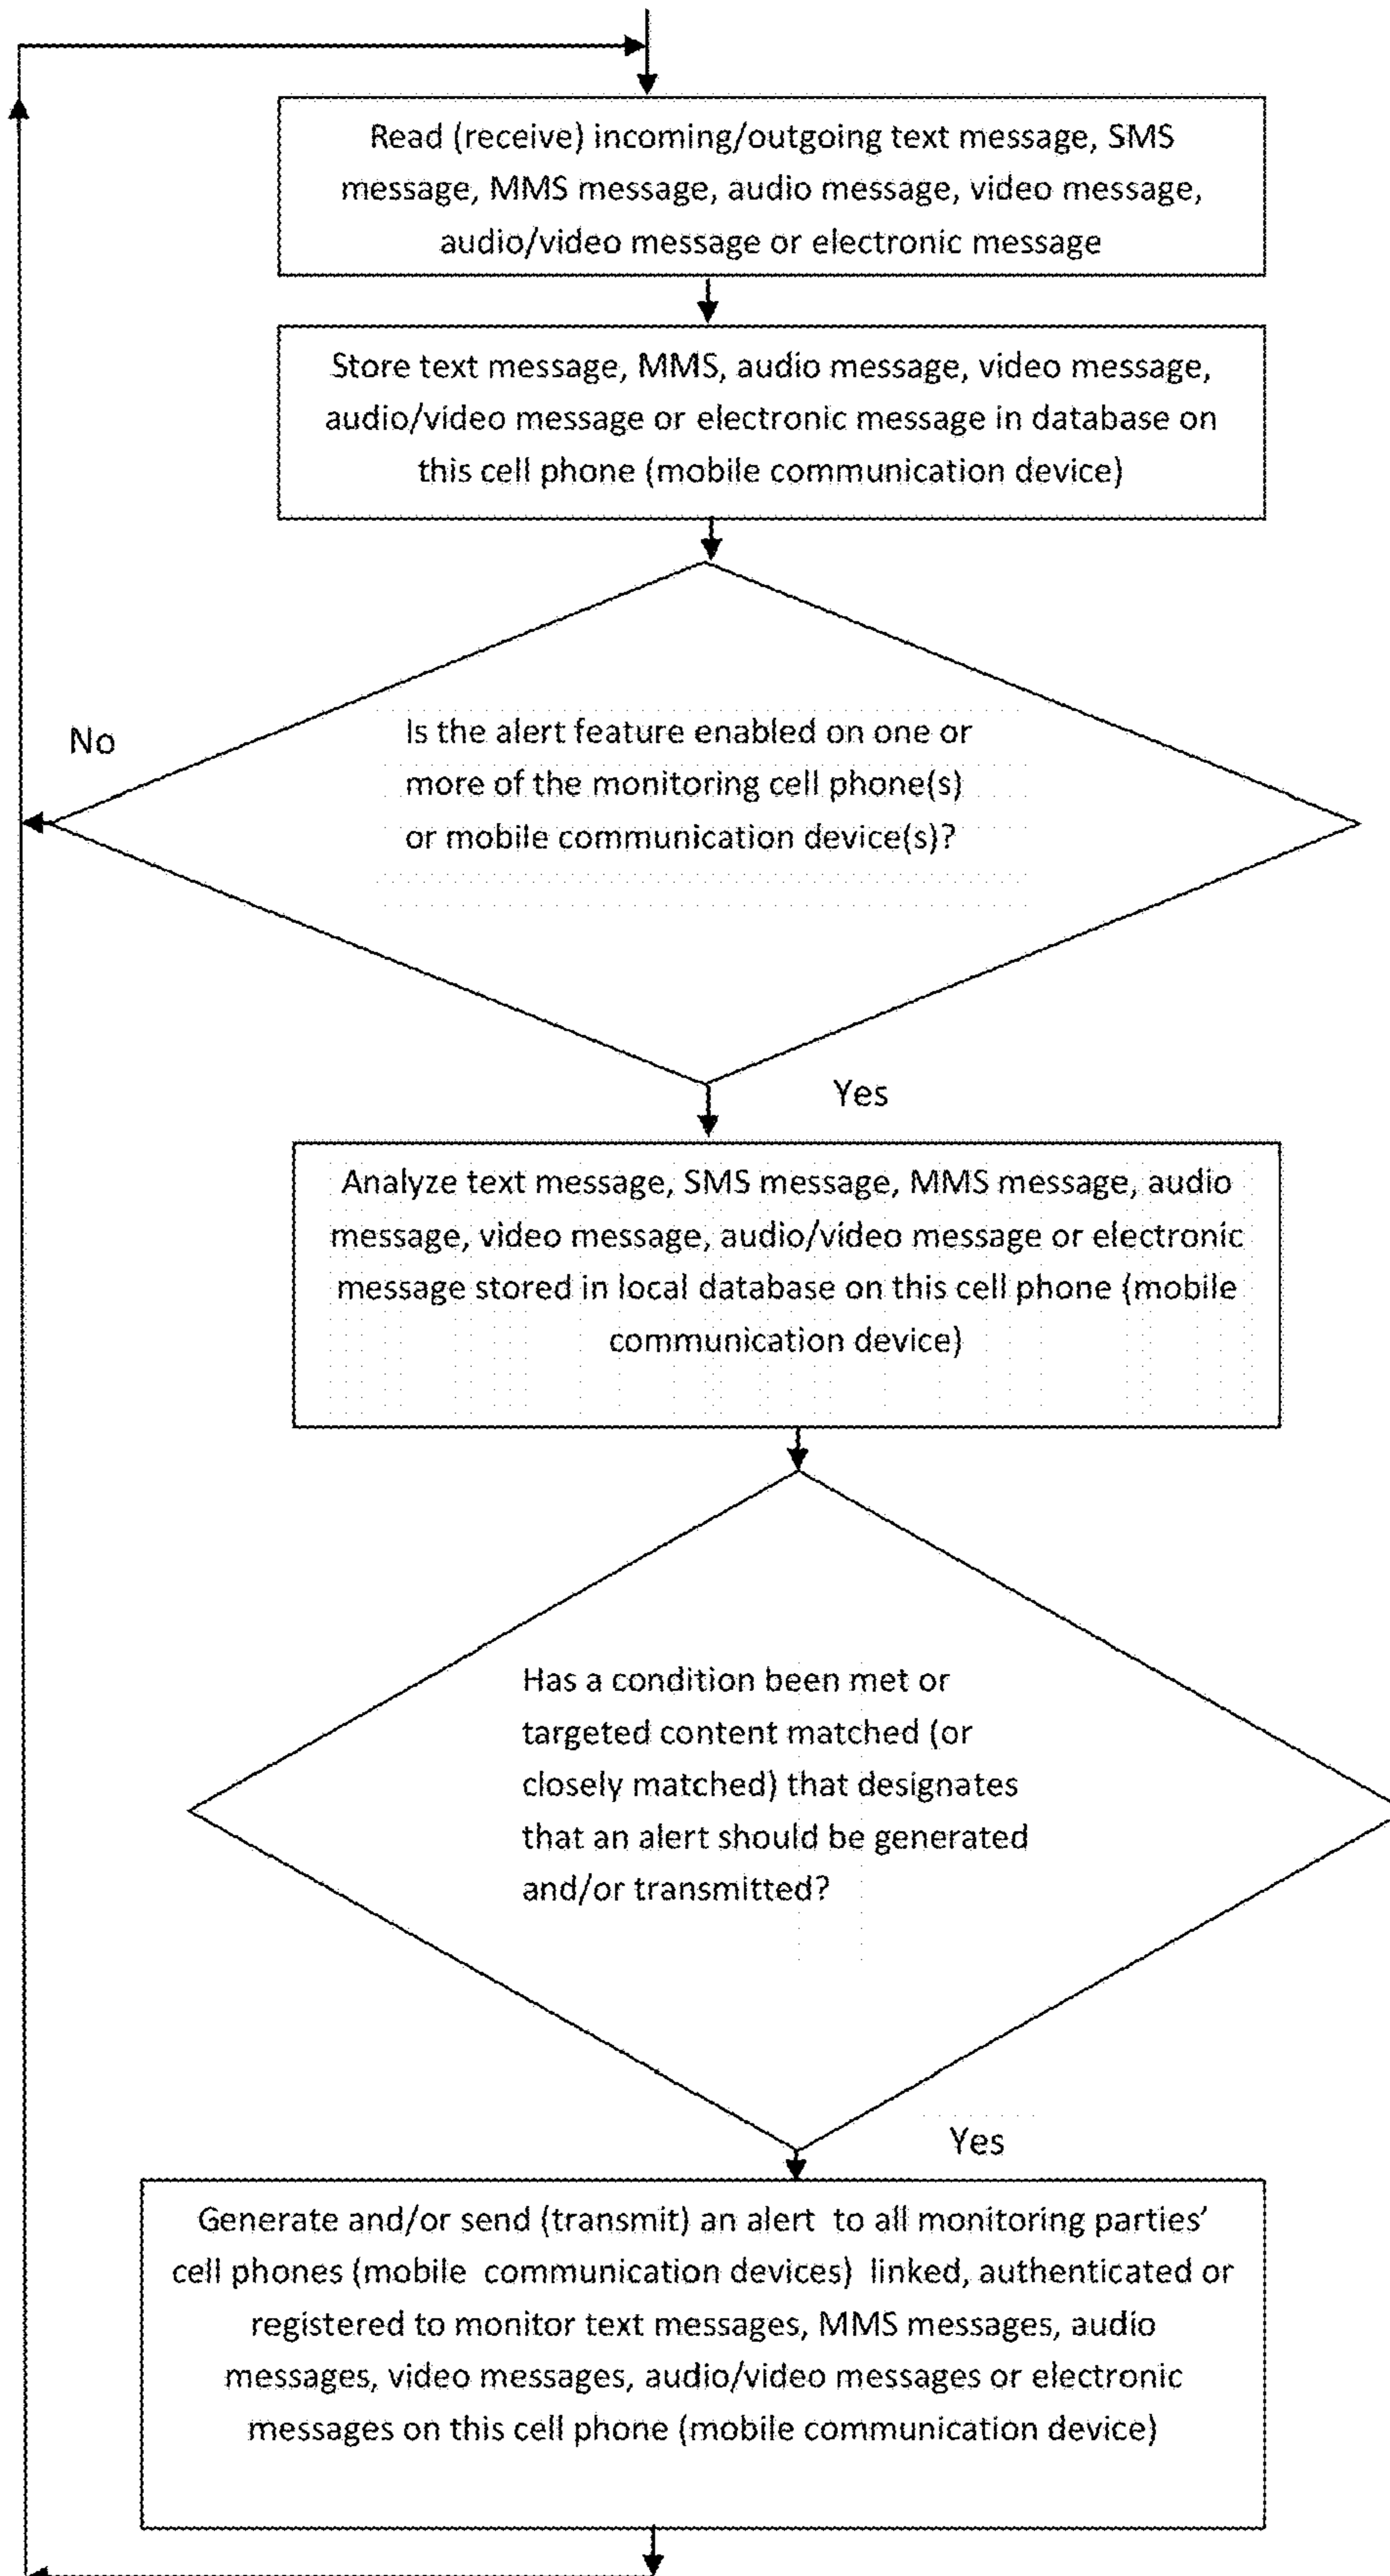 Read (receive) incoming/outgoing text message, SMS
message, MMS message, audio message, video message,
audio/video message or electronic message
Store text message, MMS, audio message, video message,
audio/video message or electronic message in database on
this cell phone (mobile communication device)
No
Is the alert feature enabled on one or
more of the monitoring cell phone(s)
or mobile communication device(s)?
Yes
Analyze text message, SMS message, MMS message, audio
message, video message, audio/video message or electronic
message stored in local database on this cell phone (mobile
communication device)
Has a condition been met or
targeted content matched (or
closely matched) that designates
that an alert should be generated
and/or transmitted?
Yes
Generate and/or send (transmit) an alert to all monitoring parties’
cell phones (mobile communication devices) linked, authenticated or
registered to monitor text messages, MMS messages, audio
messages, video messages, audio/video messages or electronic
messages on this cell phone (mobile communication device)